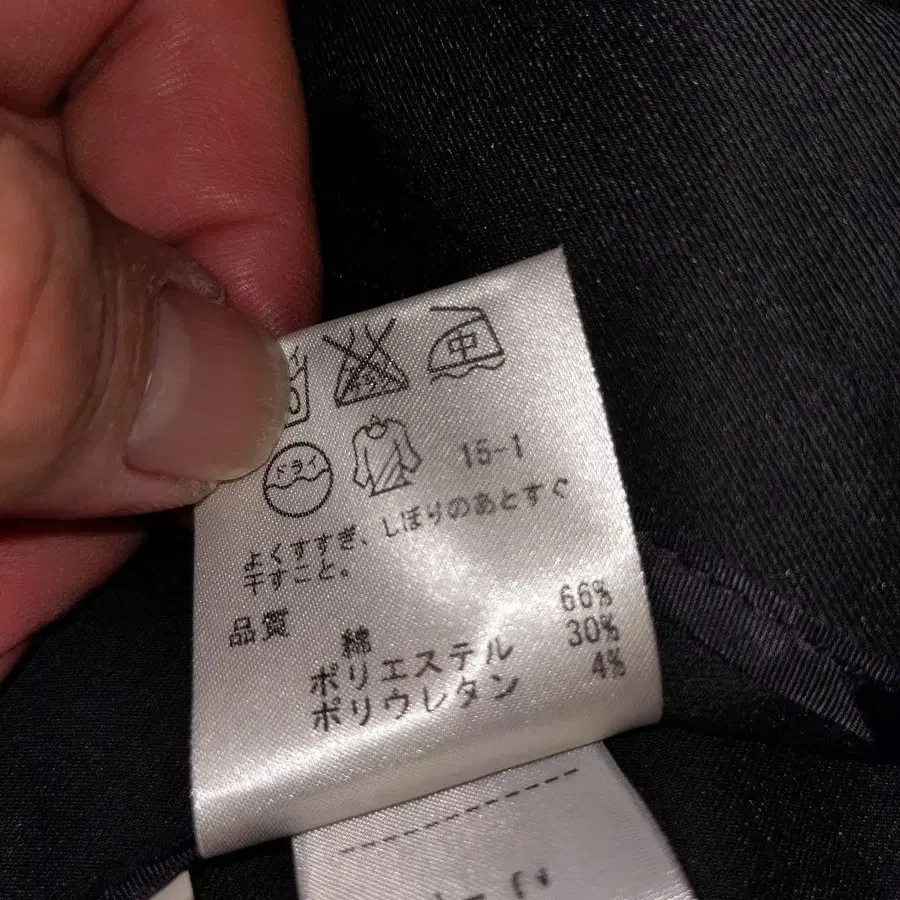 中
ドライ
15-1
よくすすぎ、しぼりのあとすぐ
干すこと。
品質
綿 66%
ポリエステル 30%
ポリウレタン 4%